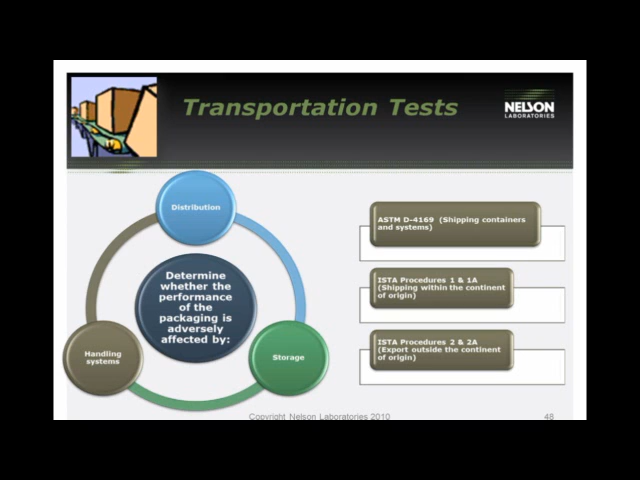 Transportation Tests
NELSON
LABORATORIES
Distribution
Determine
whether the
performance
of the
packaging is
adversely
affected by:
Handling
systems
Storage
ASTM D-4169 (Shipping containers
and systems)
ISTA Procedures 1 & 1A
(Shipping within the continent
of origin)
ISTA Procedures 2 & 2A
(Export outside the continent
of origin)
Copyright Nelson Laboratories 2010
48